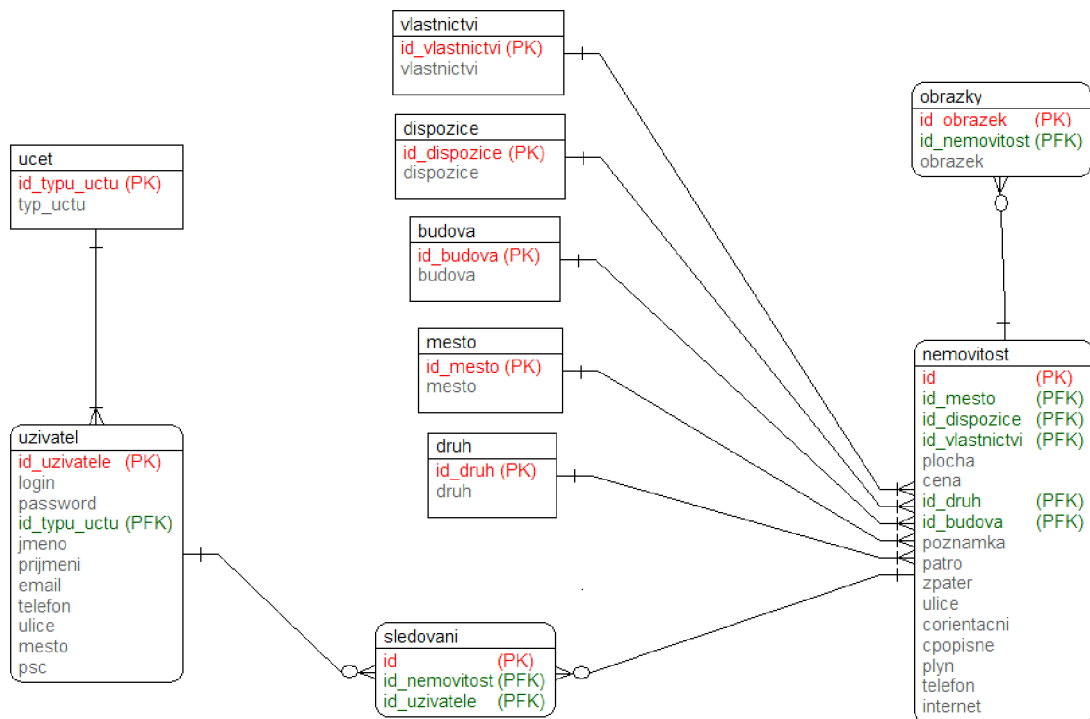 vlastnictvi
id_vlastnictvi (PK)
vlastnictvi
dispozice
id_dispozice (PK)
dispozice
budova
id_budova (PK)
budova
mesto
id_mesto (PK)
mesto
druh
id_druh (PK)
druh
ucet
id_typu_uctu (PK)
typ_uctu
uzivatel
id_uzivatele (PK)
login
password
id_typu_uctu (PFK)
jmeno
prijmeni
email
telefon
ulice
mesto
psc
sledovani
id (PK)
id_nemovitost (PFK)
id_uzivatele (PFK)
obrazky
id_obrazek (PK)
id_nemovitost (PFK)
obrazek
nemovitost
id (PK)
id_mesto (PFK)
id_dispozice (PFK)
id_vlastnictvi (PFK)
plocha
cena
id_druh (PFK)
id_budova (PFK)
poznamka
patro
zpater
ulice
corientacni
cpopisne
plyn
telefon
internet